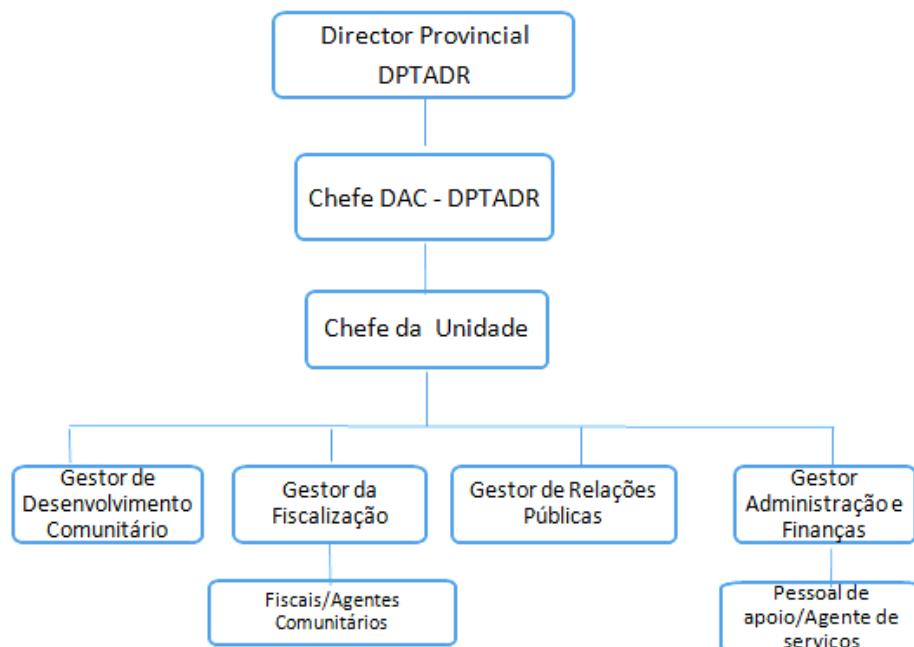 Director Provincial
DPTADR
Chefe DAC - DPTADR
Chefe da Unidade
Gestor de
Desenvolvimento
Comunitário
Gestor da
Fiscalização
Gestor de Relações
Públicas
Gestor
Administração e
Finanças
Fiscais/Agentes
Comunitários
Pessoal de
apoio/Agente de
serviços